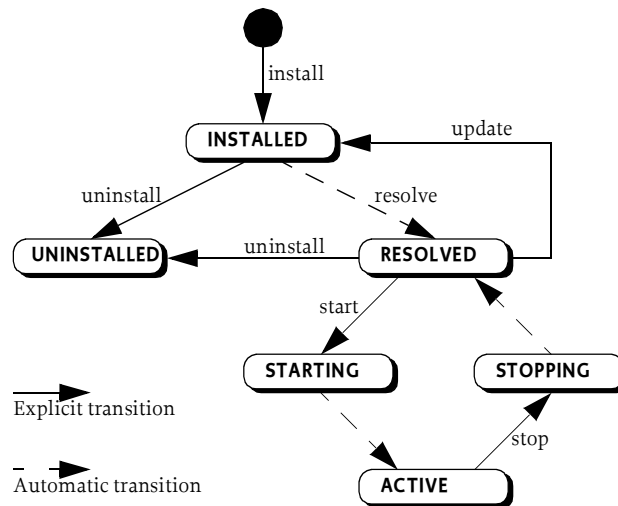 install
INSTALLED
update
uninstall
resolve
UNINSTALLED
uninstall
RESOLVED
start
STARTING
STOPPING
Explicit transition
stop
Automatic transition
ACTIVE